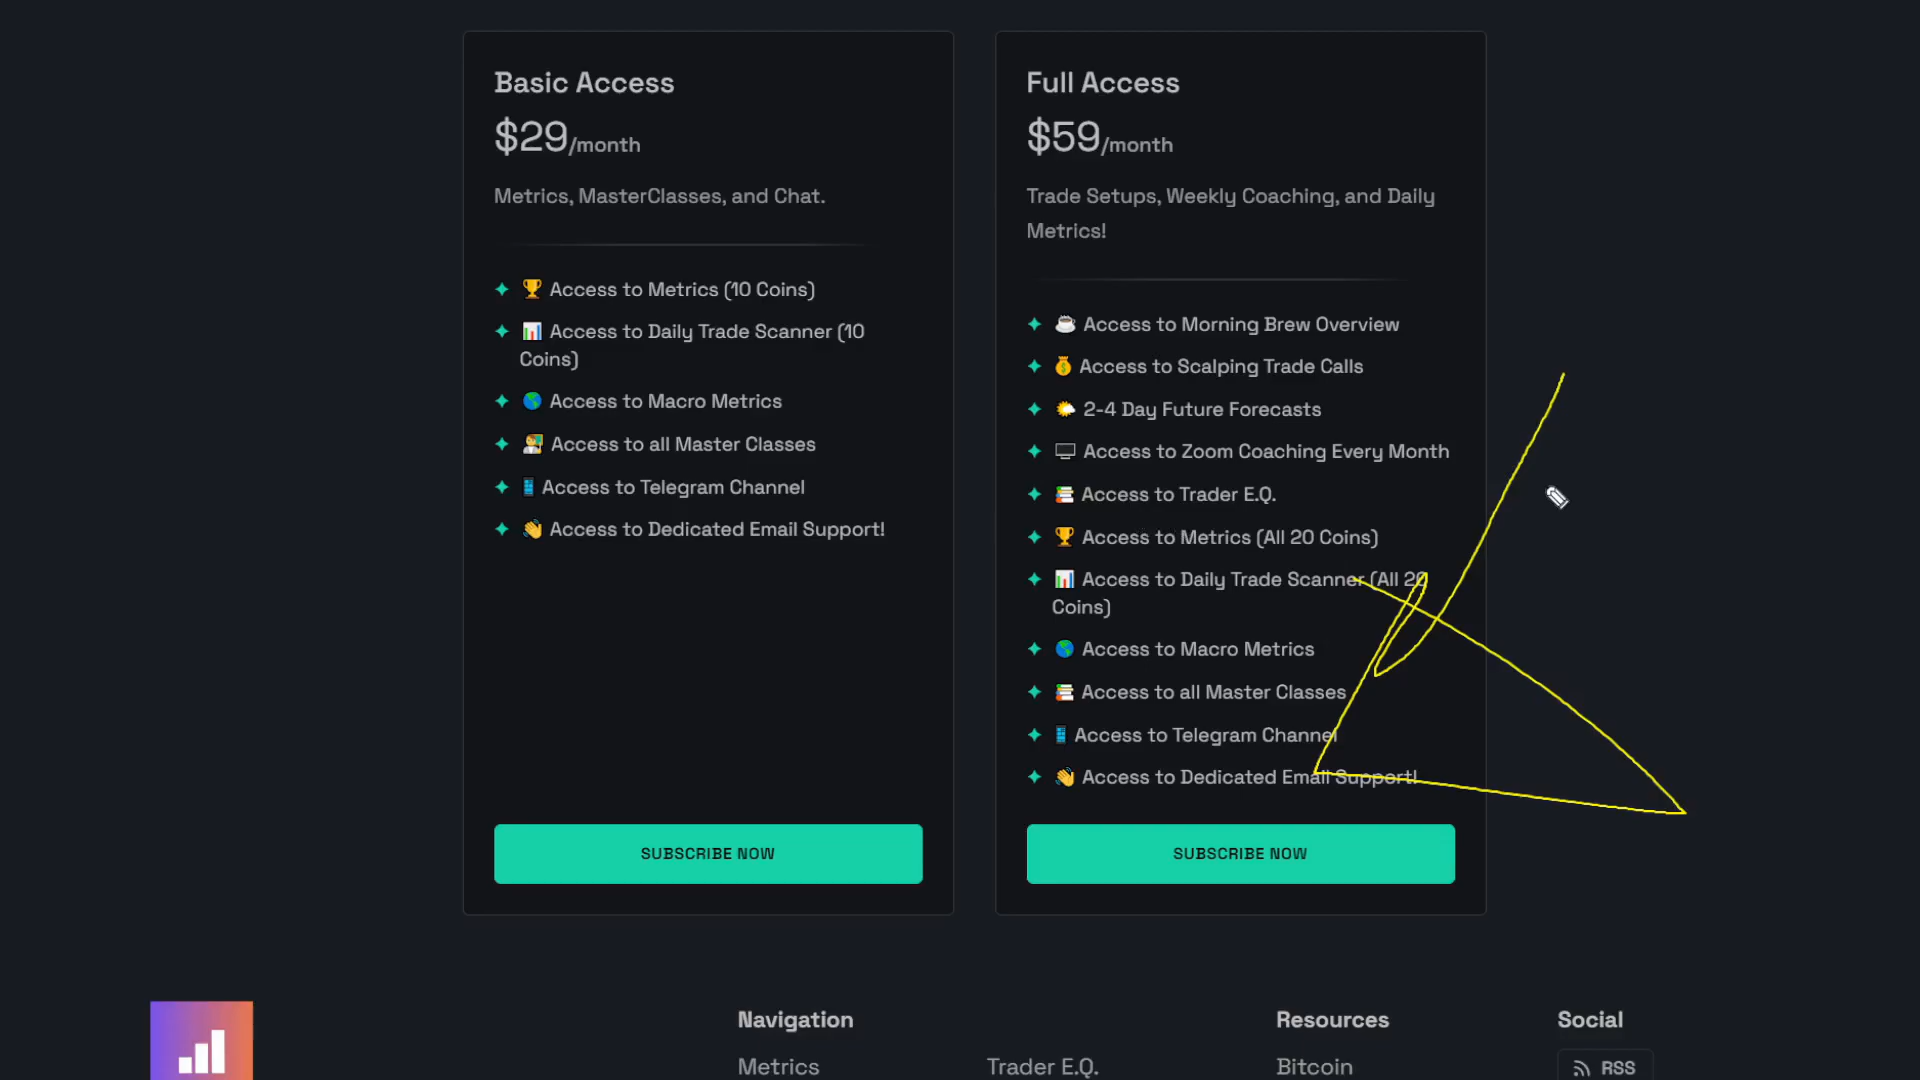 Basic Access
$29/month
Metrics, MasterClasses, and Chat.
Access to Metrics (10 Coins)
Access to Daily Trade Scanner (10
Coins)
Access to Macro Metrics
Access to all Master Classes
Access to Telegram Channel
Access to Dedicated Email Support!
SUBSCRIBE NOW
Full Access
$59/month
Trade Setups, Weekly Coaching, and Daily
Metrics!
Access to Morning Brew Overview
Access to Scalping Trade Calls
2-4 Day Future Forecasts
Access to Zoom Coaching Every Month
Access to Trader E.Q.
Access to Metrics (All 20 Coins)
Access to Daily Trade Scanner (All 20
Coins)
Access to Macro Metrics
Access to all Master Classes
Access to Telegram Channel
Access to Dedicated Email Support!
SUBSCRIBE NOW
Navigation
Metrics
Trader E.Q.
Resources
Bitcoin
Social
RSS